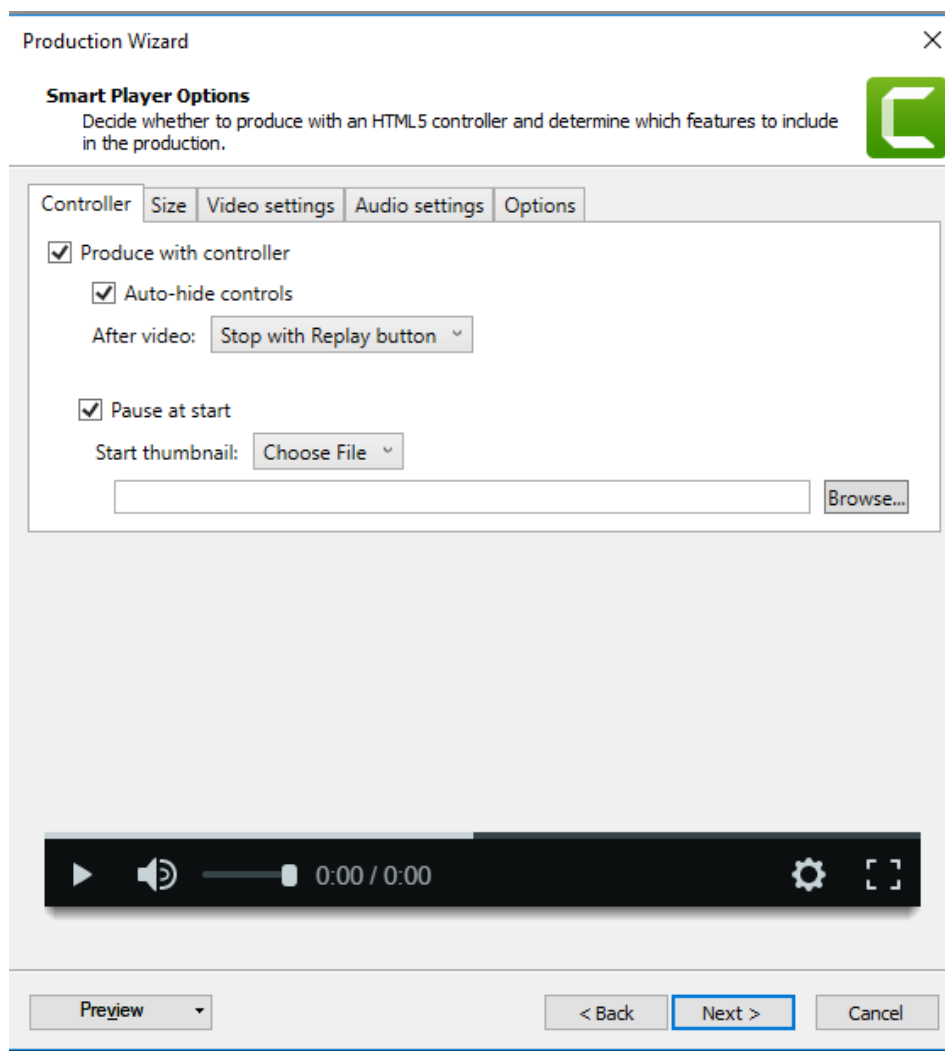 Production Wizard
Smart Player Options
Decide whether to produce with an HTML5 controller and determine which features to include
in the production.
Controller Size Video settings Audio settings Options
Produce with controller
Auto-hide controls
After video: Stop with Replay button
Pause at start
Start thumbnail: Choose File
Browse...
0:00 / 0:00
Preview < Back Next > Cancel